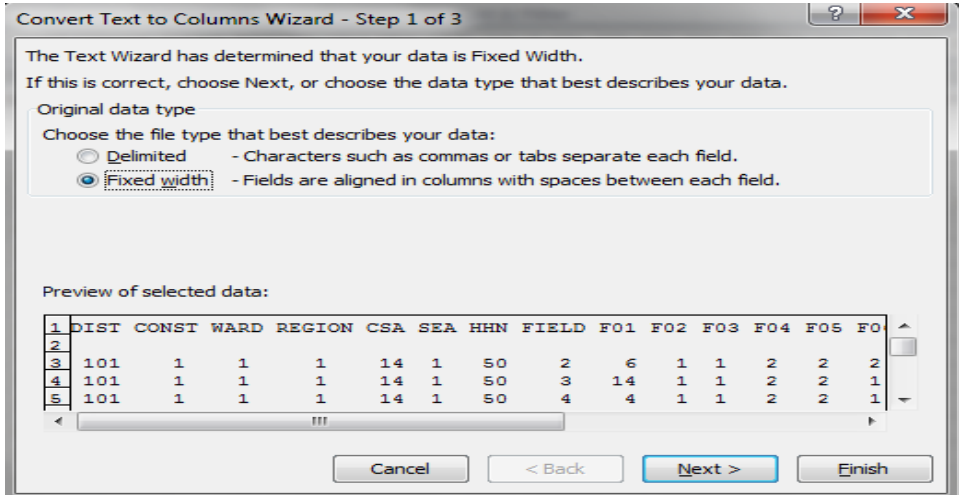 Convert Text to Columns Wizard - Step 1 of 3
The Text Wizard has determined that your data is Fixed Width.
If this is correct, choose Next, or choose the data type that best describes your data.
Original data type
Choose the file type that best describes your data:
Delimited - Characters such as commas or tabs separate each field.
Fixed width - Fields are aligned in columns with spaces between each field.
Preview of selected data:
1 DIST CONST WARD REGION CSA SEA HHN FIELD F01 F02 F03 F04 F05
2
3 101 1 1 1 14 1 50 2 6 1 1 2 2 2
4 101 1 1 1 14 1 50 3 14 1 1 2 2 1
5 101 1 1 1 14 1 50 4 4 1 1 2 2 1
Cancel < Back Next > Finish